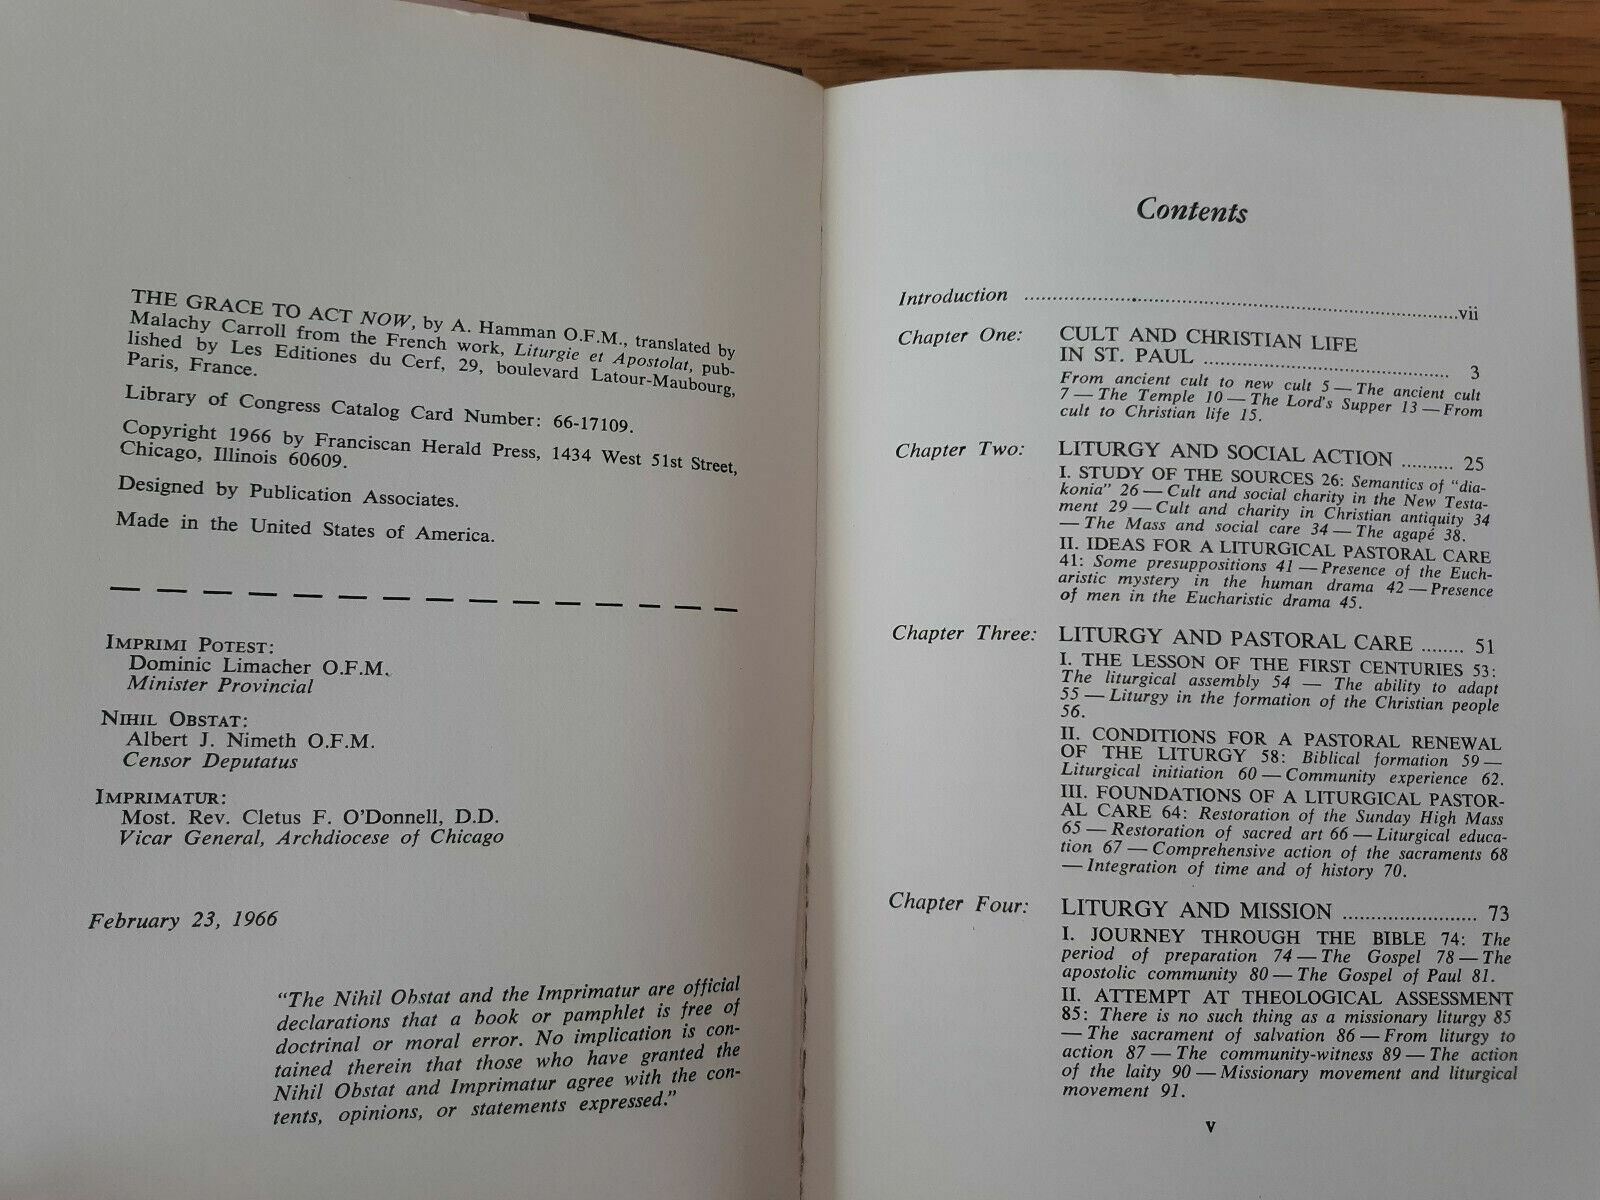 THE GRACE TO ACT NOW, by A. Hamman O.F.M., translated by
Malachy Carroll from the French work, Liturgie et Apostolat, pub-
lished by Les Editiones du Cerf, 29, boulevard Latour-Maubourg,
Paris, France.
Library of Congress Catalog Card Number: 66-17109.
Copyright 1966 by Franciscan Herald Press, 1434 West 51st Street,
Chicago, Illinois 60609.
Designed by Publication Associates.
Made in the United States of America.
IMPRIMI POTEST:
Dominic Limacher O.F.M.
Minister Provincial
NIHIL OBSTAT:
Albert J. Nimeth O.F.M.
Censor Deputatus
IMPRIMATUR:
Most. Rev. Cletus F. O'Donnell, D.D.
Vicar General, Archdiocese of Chicago
February 23, 1966
"The Nihil Obstat and the Imprimatur are official
declarations that a book or pamphlet is free of
doctrinal or moral error. No implication is con-
tained therein that those who have granted the
Nihil Obstat and Imprimatur agree with the con-
tents, opinions, or statements expressed."
Contents
Introduction ........ vii
Chapter One: CULT AND CHRISTIAN LIFE
IN ST. PAUL ........ 3
From ancient cult to new cult 5 — The ancient cult
7 — The Temple 10 — The Lord's Supper 13 — From
cult to Christian life 15.
Chapter Two: LITURGY AND SOCIAL ACTION ........ 25
I. STUDY OF THE SOURCES 26: Semantics of "dia-
konia" 26 — Cult and social charity in the New Testa-
ment 29 — Cult and charity in Christian antiquity 34
— The Mass and social care 34 — The agapé 38.
II. IDEAS FOR A LITURGICAL PASTORAL CARE
41: Some presuppositions 41 — Presence of the Euch-
aristic mystery in the human drama 42 — Presence
of men in the Eucharistic drama 45.
Chapter Three: LITURGY AND PASTORAL CARE ........ 51
I. THE LESSON OF THE FIRST CENTURIES 53:
The liturgical assembly 54 — The ability to adapt
55 — Liturgy in the formation of the Christian people
56.
II. CONDITIONS FOR A PASTORAL RENEWAL
OF THE LITURGY 58: Biblical formation 59 —
Liturgical initiation 60 — Community experience 62.
III. FOUNDATIONS OF A LITURGICAL PASTOR-
AL CARE 64: Restoration of the Sunday High Mass
65 — Restoration of sacred art 66 — Liturgical educa-
tion 67 — Comprehensive action of the sacraments 68
— Integration of time and of history 70.
Chapter Four: LITURGY AND MISSION ........ 73
I. JOURNEY THROUGH THE BIBLE 74: The
period of preparation 74 — The Gospel 78 — The
apostolic community 80 — The Gospel of Paul 81.
II. ATTEMPT AT THEOLOGICAL ASSESSMENT
85: There is no such thing as a missionary liturgy 85
— The sacrament of salvation 86 — From liturgy to
action 87 — The community-witness 89 — The action
of the laity 90 — Missionary movement and liturgical
movement 91.
v